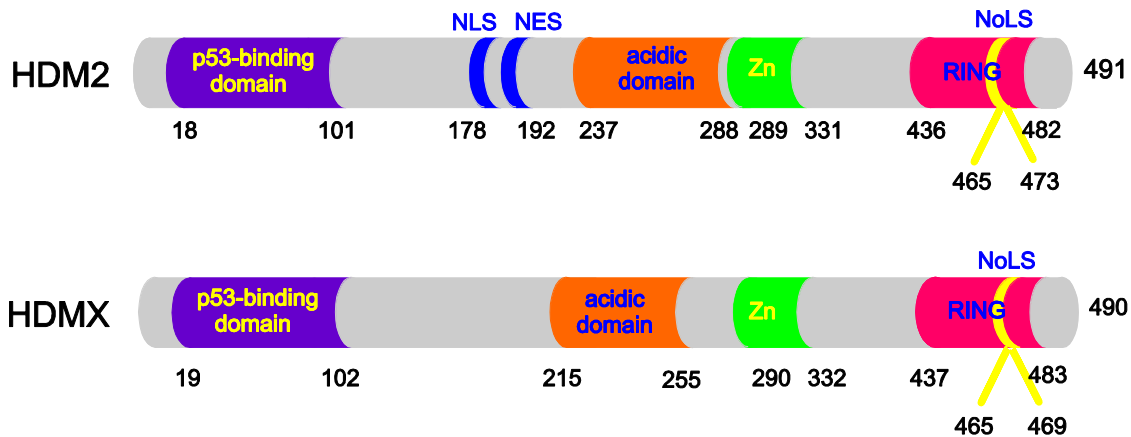 NLS NES NoLS
HDM2 p53-binding domain acidic domain Zn RING 491
18 101 178 192 237 288 289 331 436 482
465 473
NoLS
HDMX p53-binding domain acidic domain Zn RING 490
19 102 215 255 290 332 437 483
465 469